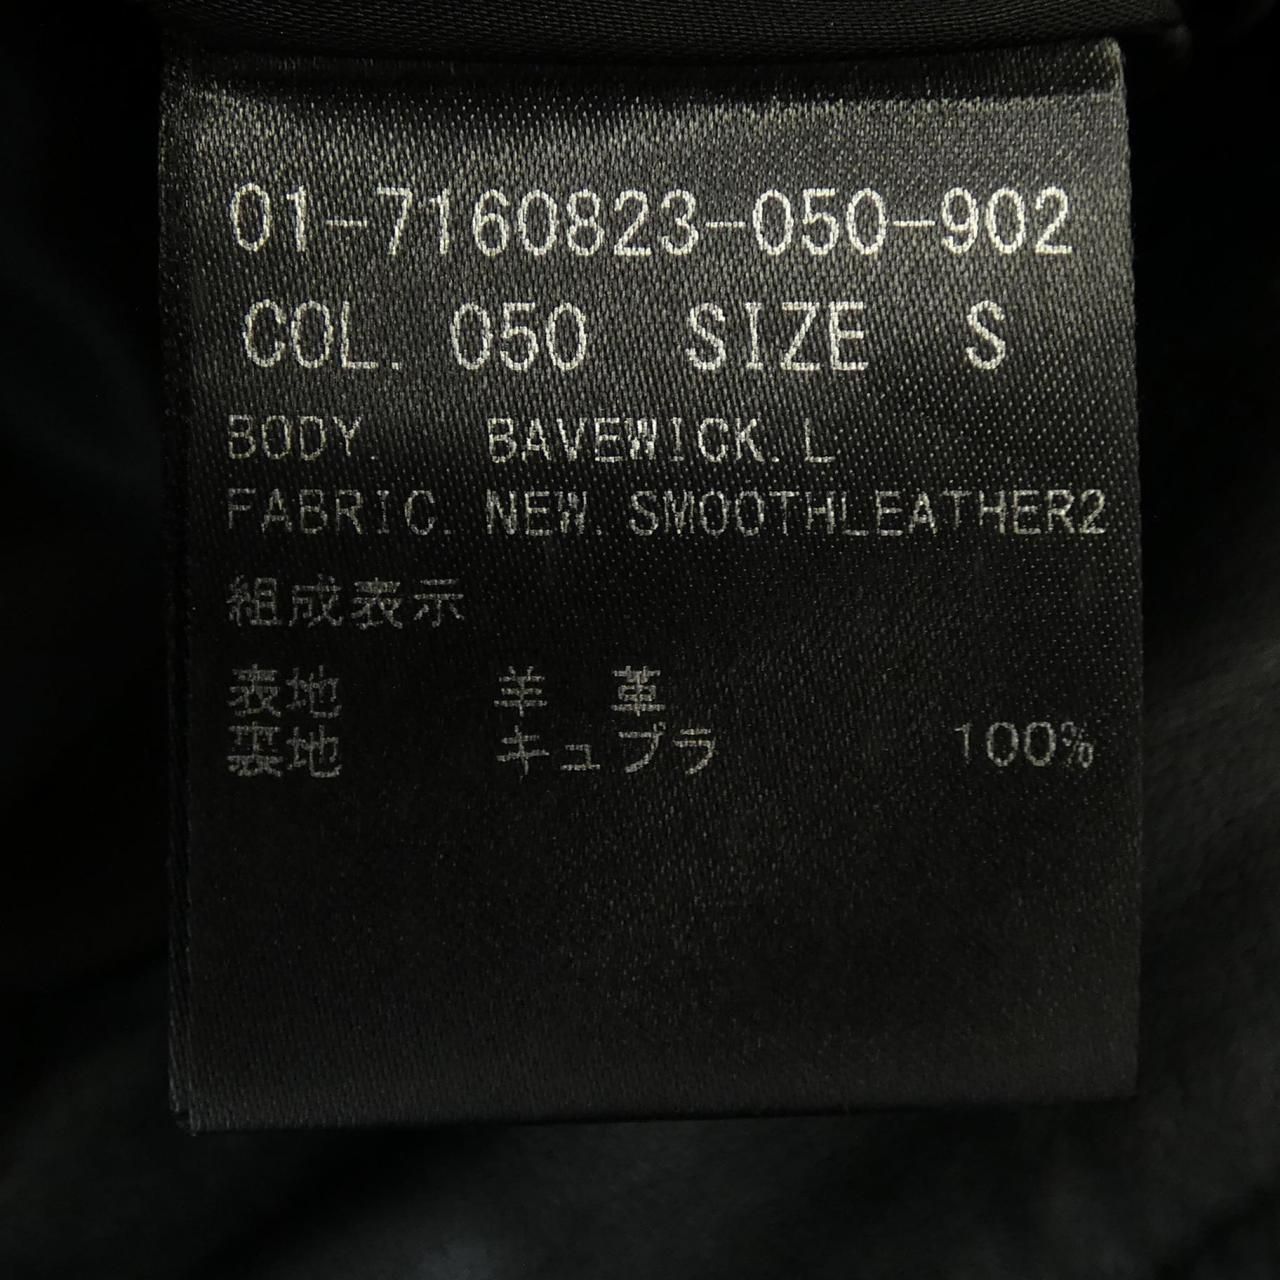 01-7160823-050-902
COL. 050 SIZE S
BODY. BAVEWICK.L
FABRIC. NEW.SMOOTHLEATHER2
組成表示
表地 羊 革
裏地 キュプラ 100%